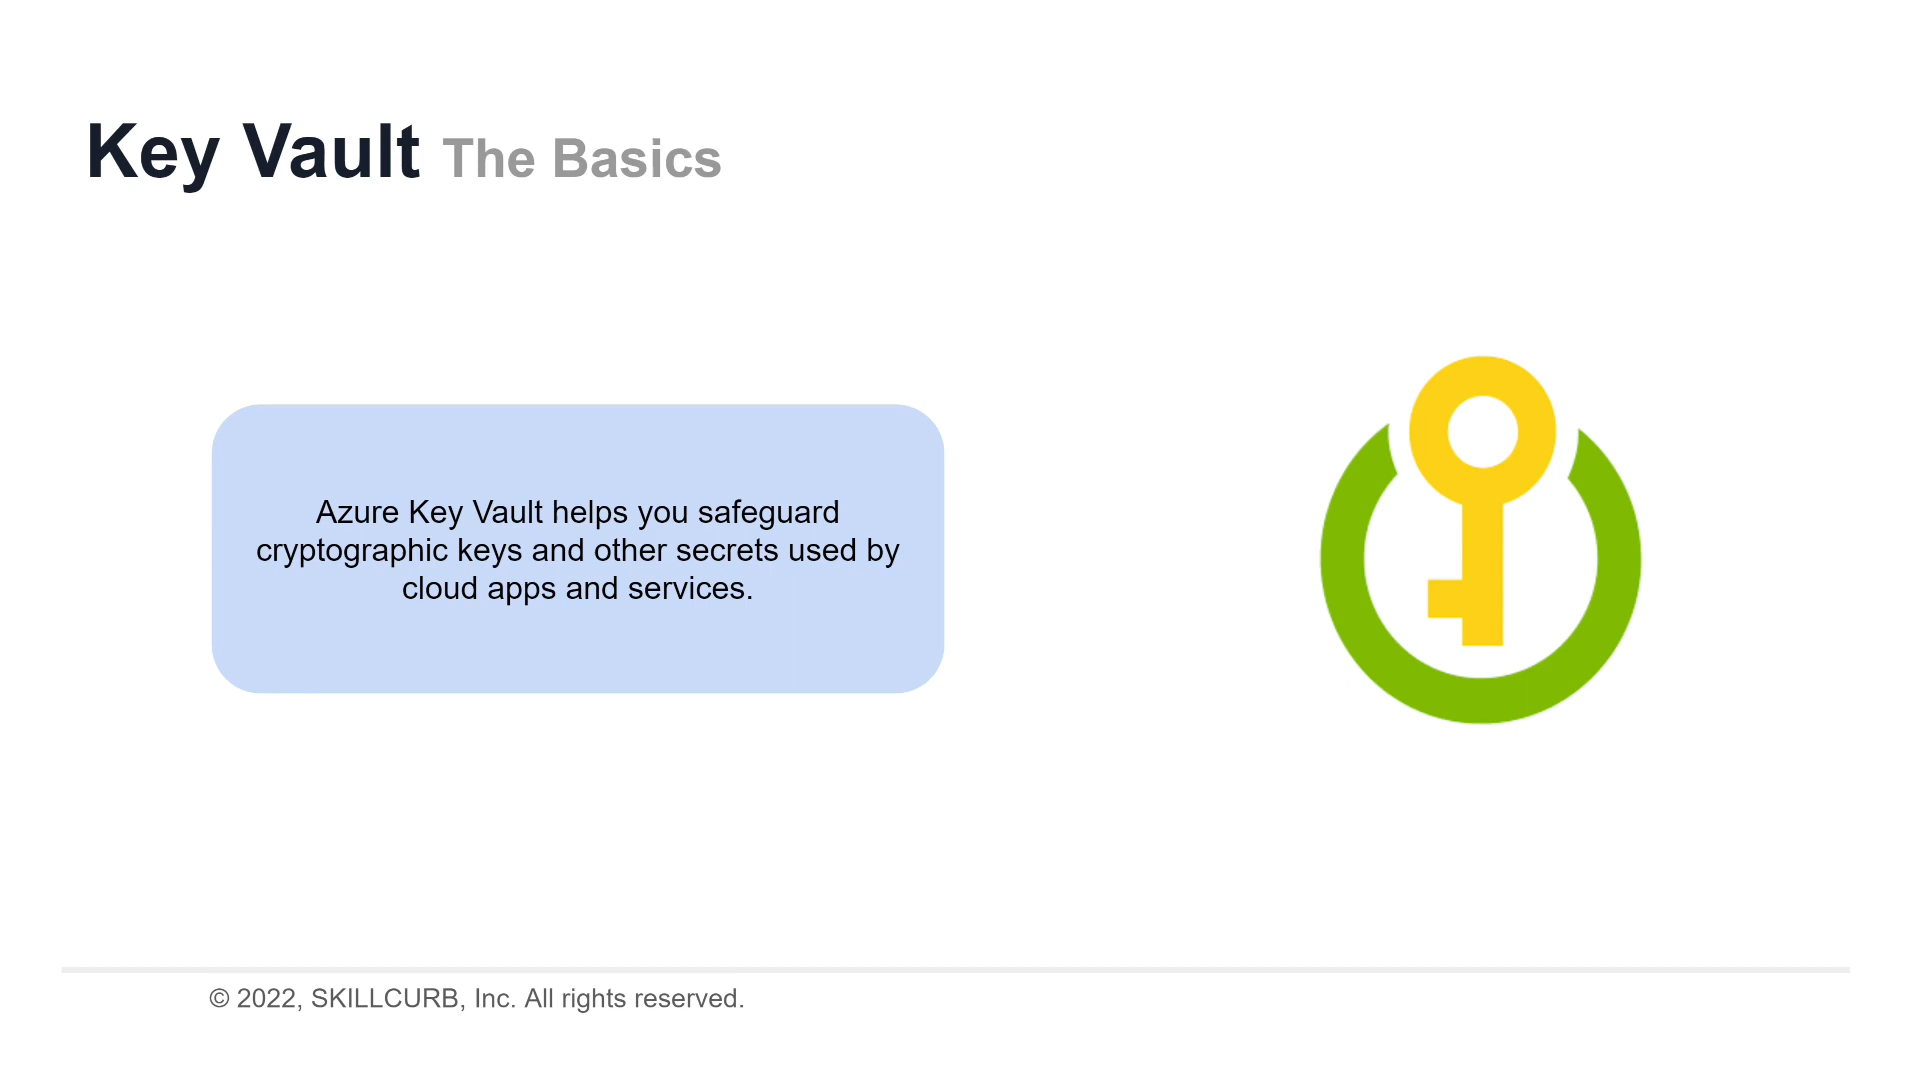 Key Vault The Basics
Azure Key Vault helps you safeguard
cryptographic keys and other secrets used by
cloud apps and services.
© 2022, SKILLCURB, Inc. All rights reserved.